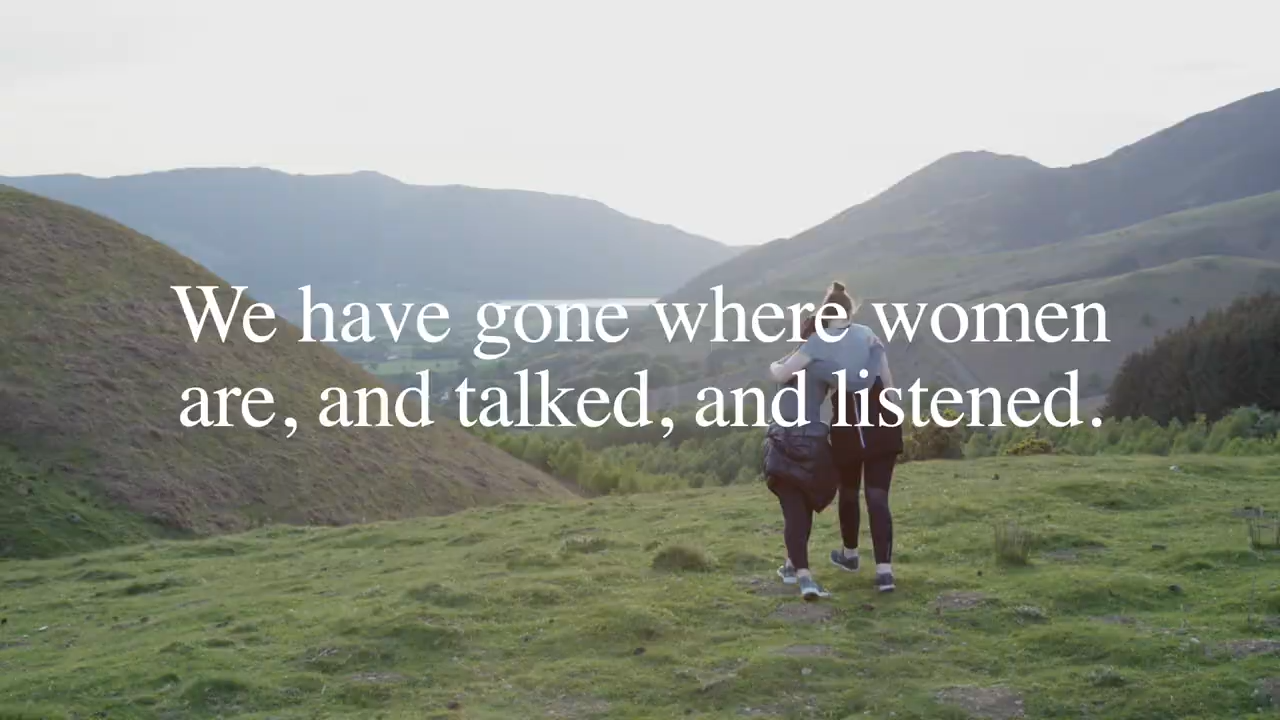 We have gone where women
are, and talked, and listened.